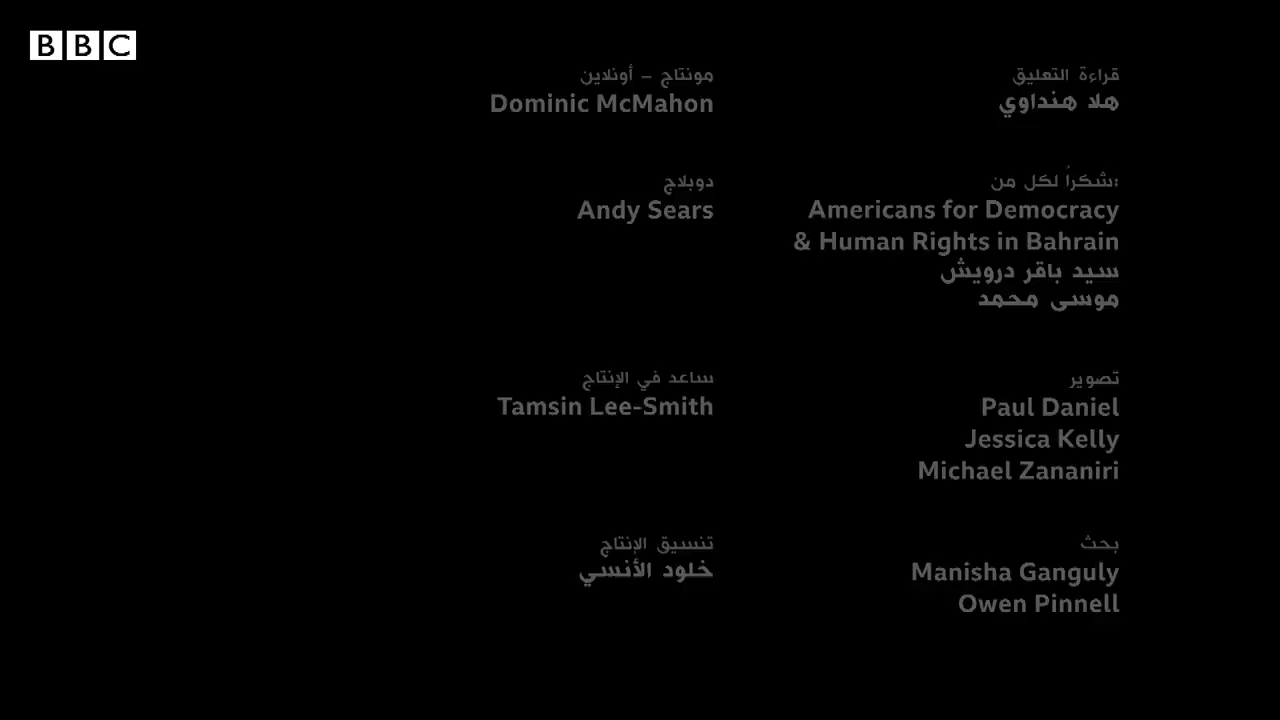 BBC
قراءة التعليق
هلا هنداوي
شكراً لكل من:
Americans for Democracy
& Human Rights in Bahrain
سيد باقر درويش
موسى محمد
تصوير
Paul Daniel
Jessica Kelly
Michael Zananiri
بحث
Manisha Ganguly
Owen Pinnell
مونتاج – أونلاين
Dominic McMahon
دوبلاج
Andy Sears
ساعد في الإنتاج
Tamsin Lee-Smith
تنسيق الإنتاج
خلود الأنسي